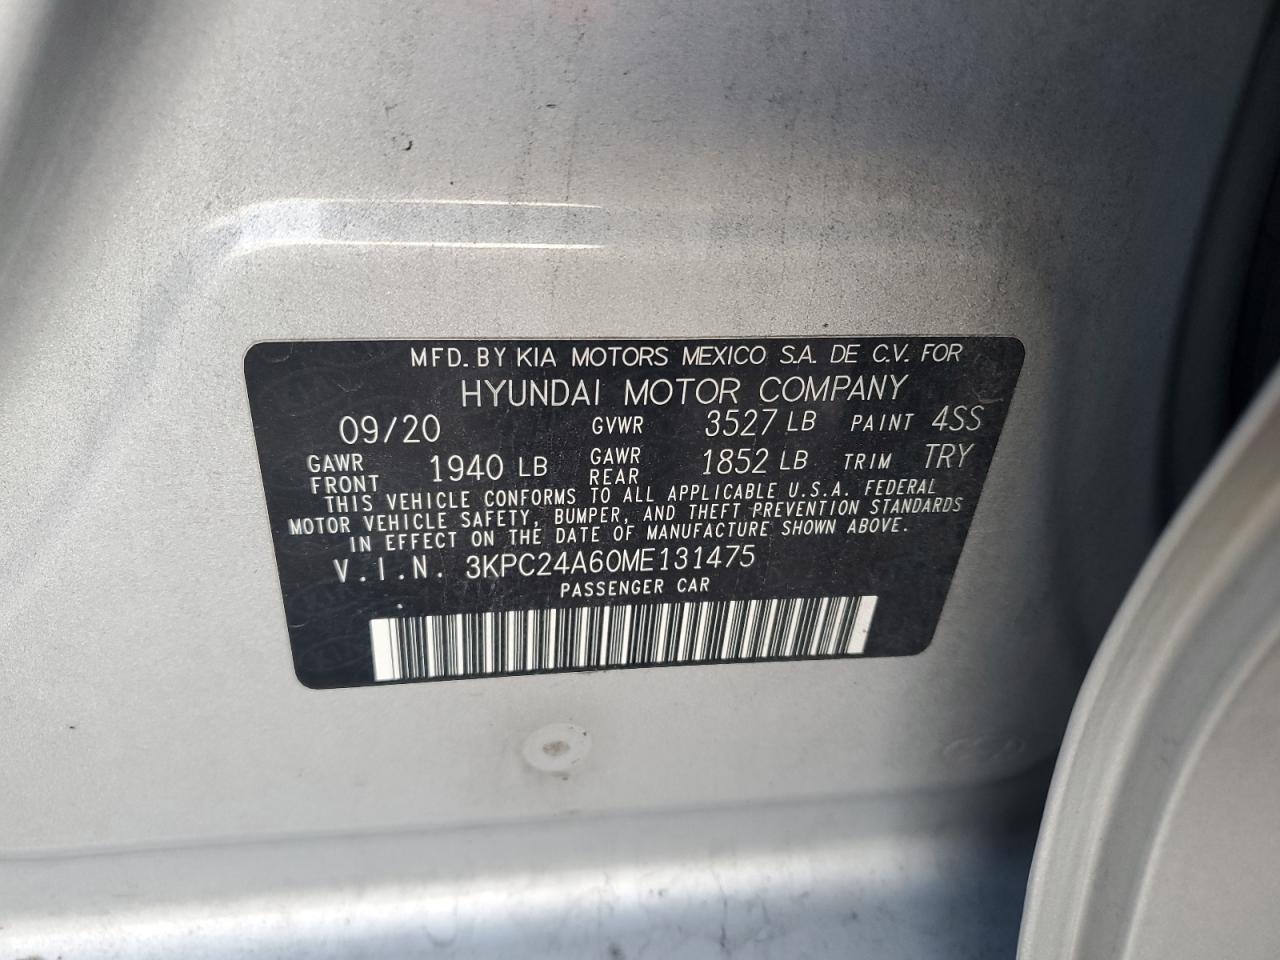 MFD. BY KIA MOTORS MEXICO S.A. DE C.V. FOR
HYUNDAI MOTOR COMPANY
09/20 GVWR 3527 LB PAINT 4SS
GAWR FRONT 1940 LB GAWR REAR 1852 LB TRIM TRY
THIS VEHICLE CONFORMS TO ALL APPLICABLE U.S.A. FEDERAL
MOTOR VEHICLE SAFETY, BUMPER, AND THEFT PREVENTION STANDARDS
IN EFFECT ON THE DATE OF MANUFACTURE SHOWN ABOVE.
V.I.N. 3KPC24A60ME131475
PASSENGER CAR